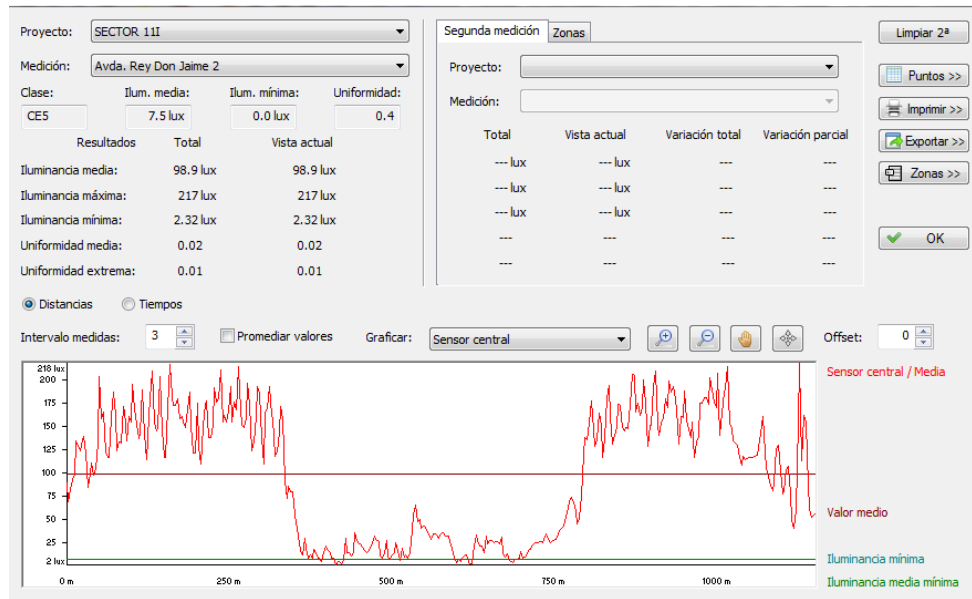 Proyecto: SECTOR 11I
Medición: Avda. Rey Don Jaime 2
Clase: Ilum. media: Ilum. mínima: Uniformidad:
CE5 7.5 lux 0.0 lux 0.4
Resultados Total Vista actual
Iluminancia media: 98.9 lux 98.9 lux
Iluminancia máxima: 217 lux 217 lux
Iluminancia mínima: 2.32 lux 2.32 lux
Uniformidad media: 0.02 0.02
Uniformidad extrema: 0.01 0.01
Segunda medición Zonas
Proyecto:
Medición:
Total Vista actual Variación total Variación parcial
--- lux --- lux --- ---
--- lux --- lux --- ---
--- lux --- lux --- ---
--- --- --- ---
--- --- --- ---
Limpiar 2ª
Puntos >>
Imprimir >>
Exportar >>
Zonas >>
OK
Distancias Tiempos
Intervalo medidas: 3 Promediar valores Graficar: Sensor central Offset: 0
218 lux
200
175
150
125
100
75
50
25
2 lux
0 m 250 m 500 m 750 m 1000 m
Sensor central / Media
Valor medio
Iluminancia mínima
Iluminancia media mínima